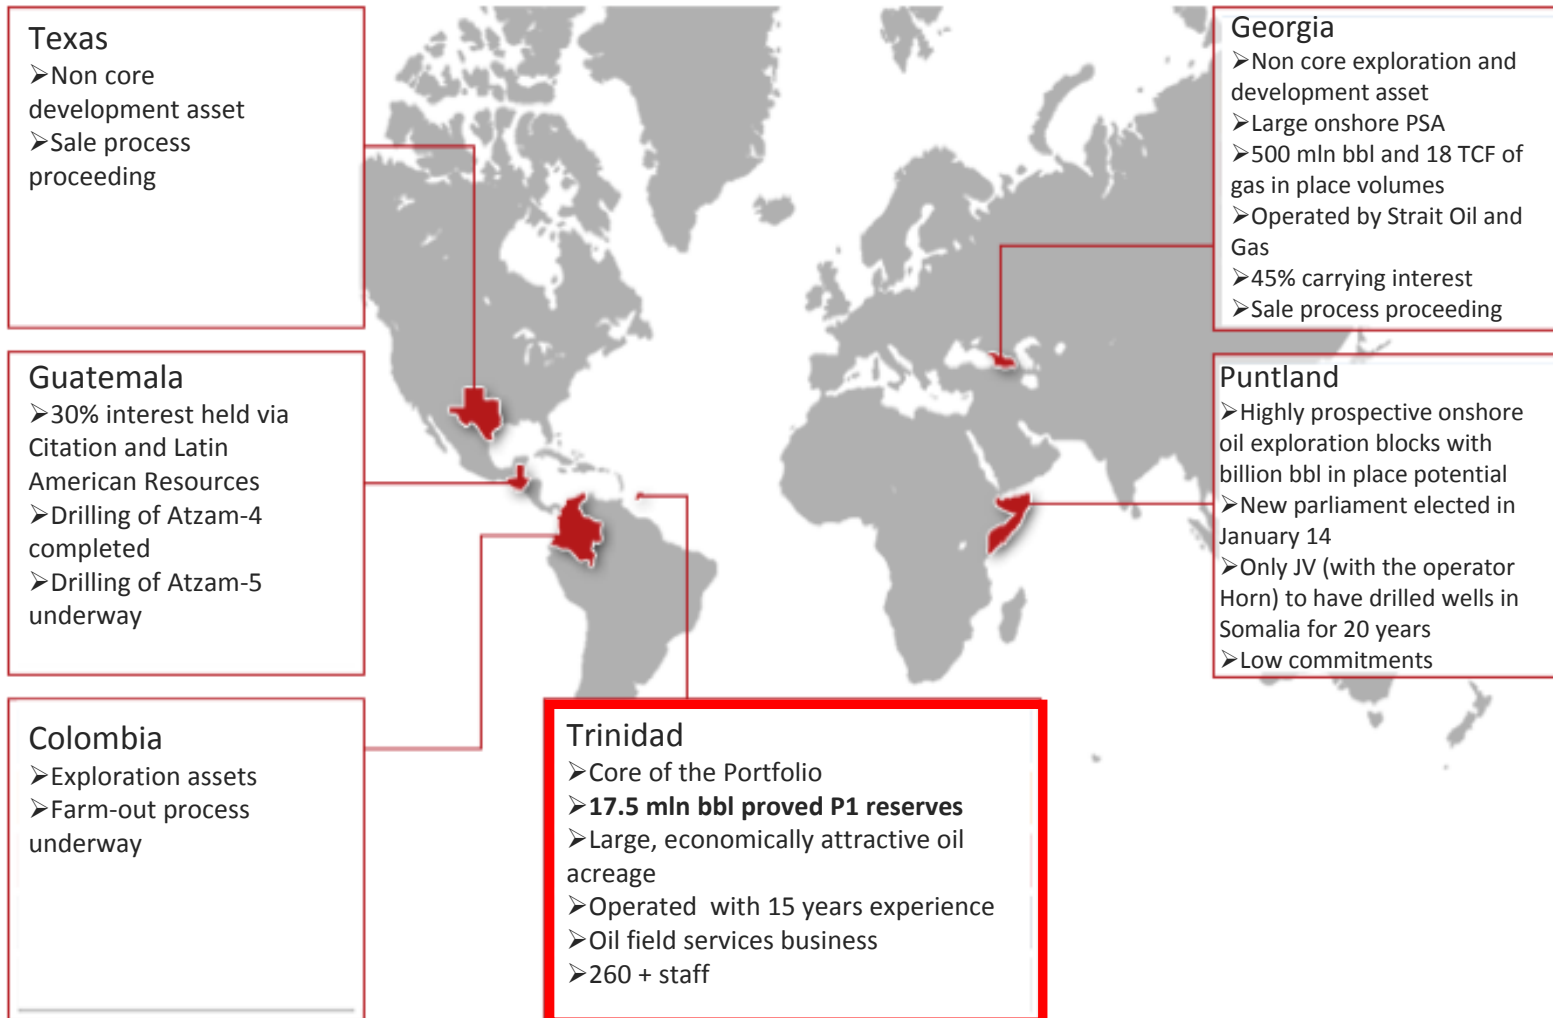 Texas
➢Non core
development asset
➢Sale process
proceeding
Guatemala
➢30% interest held via
Citation and Latin
American Resources
➢Drilling of Atzam-4
completed
➢Drilling of Atzam-5
underway
Colombia
➢Exploration assets
➢Farm-out process
underway
Trinidad
➢Core of the Portfolio
➢17.5 mln bbl proved P1 reserves
➢Large, economically attractive oil
acreage
➢Operated with 15 years experience
➢Oil field services business
➢260 + staff
Georgia
➢Non core exploration and
development asset
➢Large onshore PSA
➢500 mln bbl and 18 TCF of
gas in place volumes
➢Operated by Strait Oil and
Gas
➢45% carrying interest
➢Sale process proceeding
Puntland
➢Highly prospective onshore
oil exploration blocks with
billion bbl in place potential
➢New parliament elected in
January 14
➢Only JV (with the operator
Horn) to have drilled wells in
Somalia for 20 years
➢Low commitments